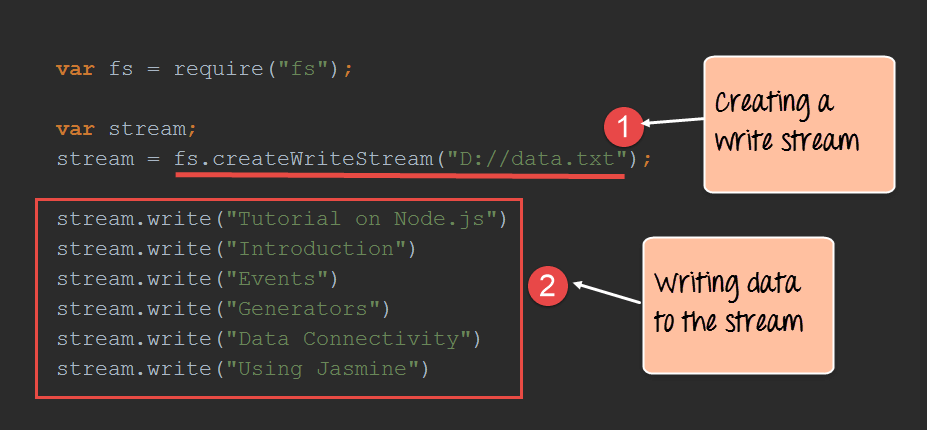 var fs = require("fs");
var stream;
stream = fs.createWriteStream("D://data.txt");
1
Creating a
write stream
stream.write("Tutorial on Node.js")
stream.write("Introduction")
stream.write("Events")
stream.write("Generators")
stream.write("Data Connectivity")
stream.write("Using Jasmine")
2
Writing data
to the stream